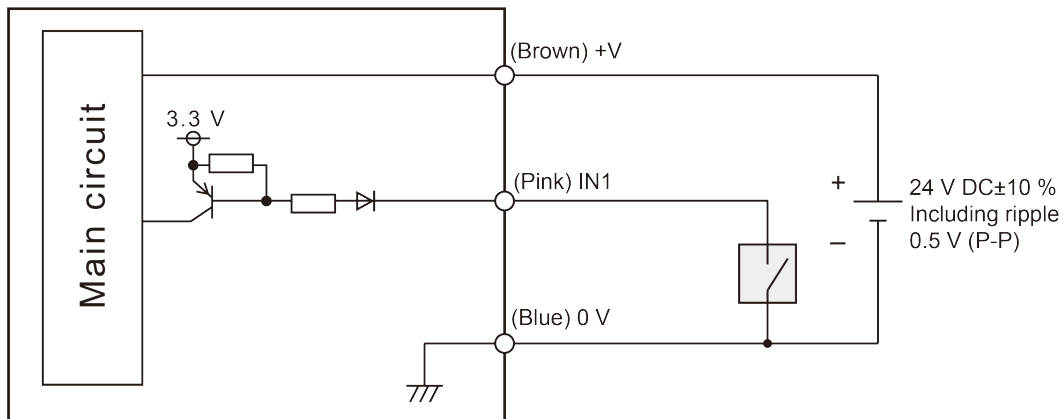 (Brown) +V
3.3 V
Main circuit
(Pink) IN1
+
24 V DC±10 %
Including ripple
−
0.5 V (P-P)
(Blue) 0 V